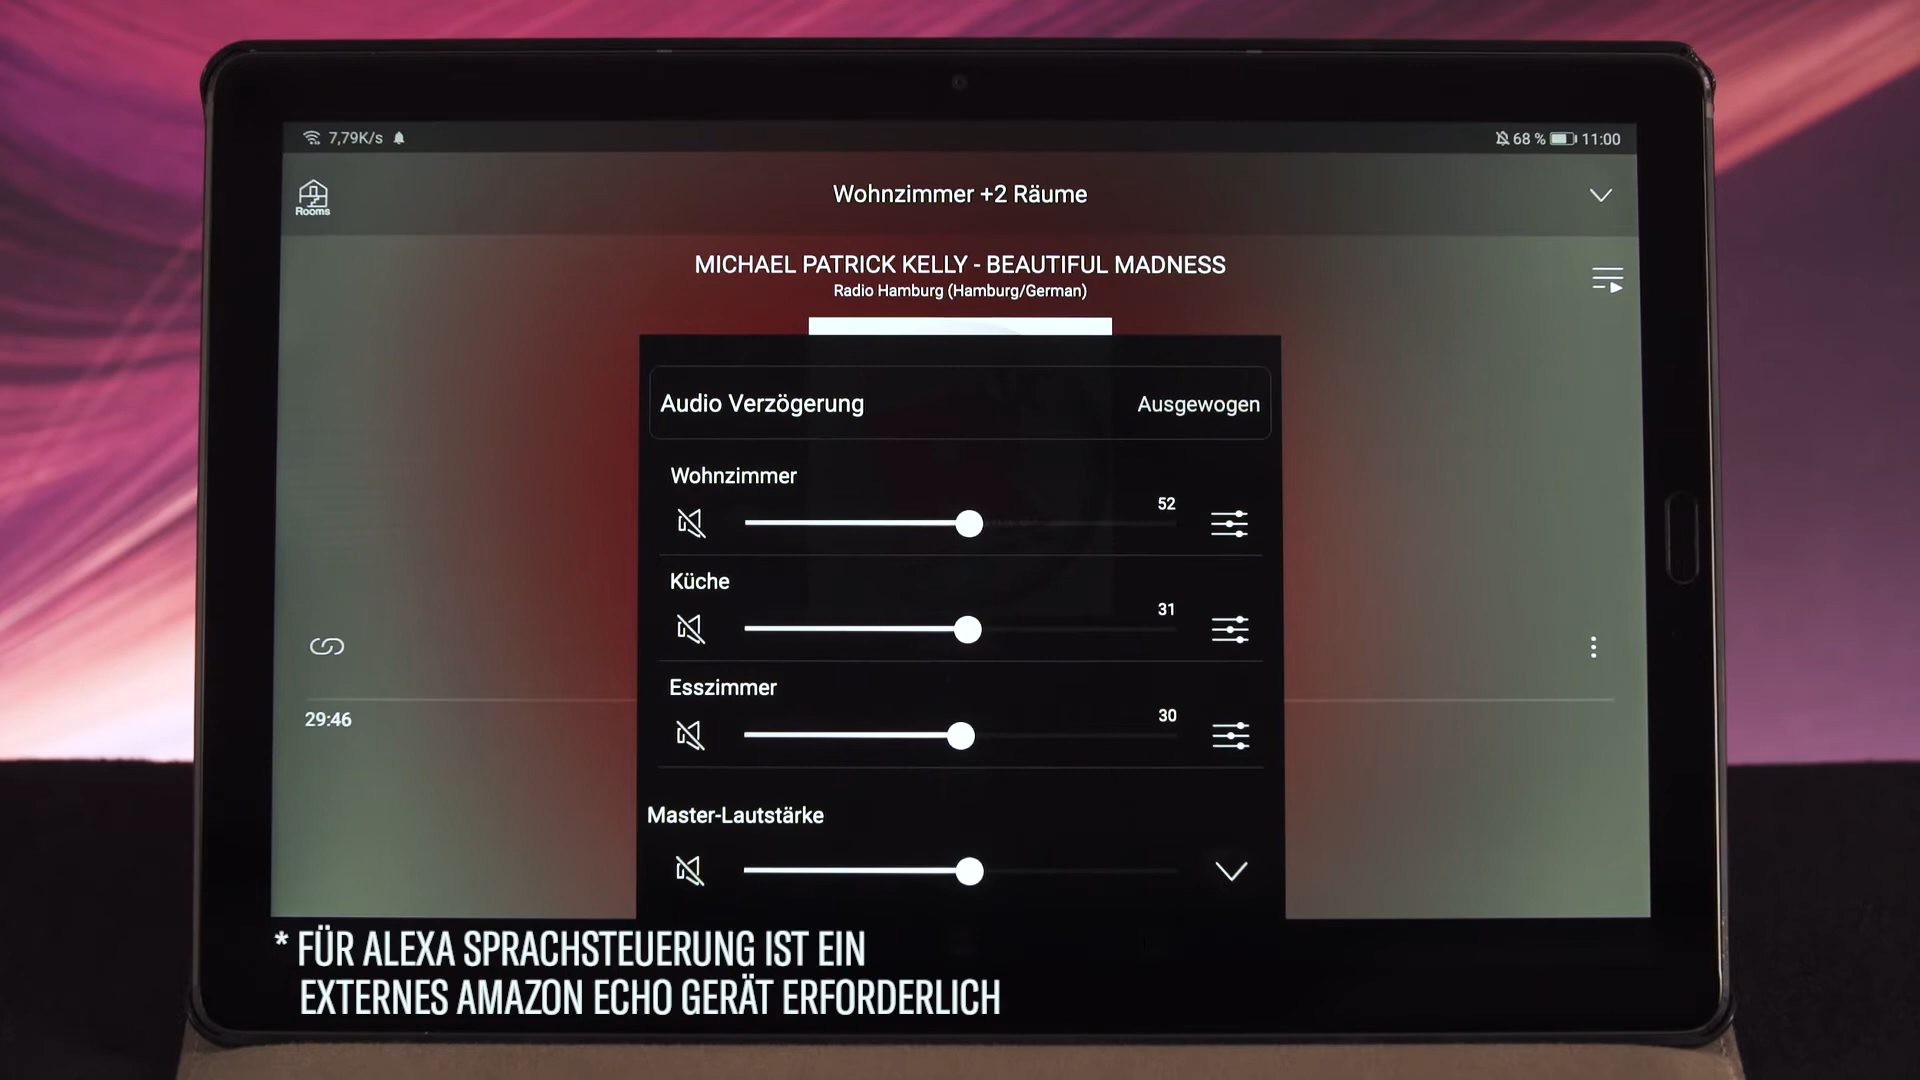 7,79K/s
68 % 11:00
Rooms
Wohnzimmer +2 Räume
MICHAEL PATRICK KELLY - BEAUTIFUL MADNESS
Radio Hamburg (Hamburg/German)
Audio Verzögerung Ausgewogen
Wohnzimmer
52
Küche
31
Esszimmer
30
29:46
Master-Lautstärke
* FÜR ALEXA SPRACHSTEUERUNG IST EIN
EXTERNES AMAZON ECHO GERÄT ERFORDERLICH